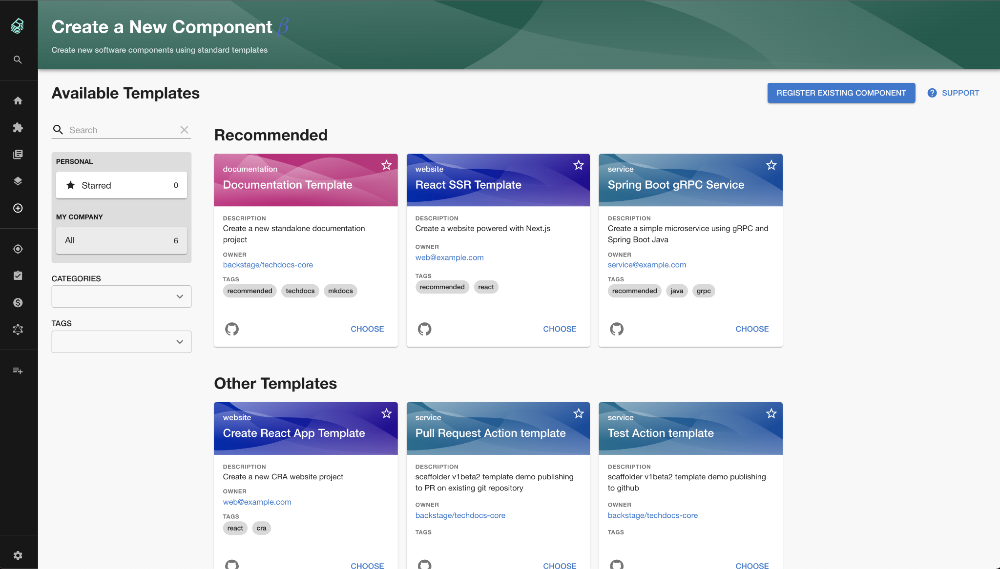 Create a New Component β
Create new software components using standard templates
Available Templates
REGISTER EXISTING COMPONENT
SUPPORT
Search
PERSONAL
Starred 0
MY COMPANY
All 6
CATEGORIES
TAGS
Recommended
documentation
Documentation Template
DESCRIPTION
Create a new standalone documentation
project
OWNER
backstage/techdocs-core
TAGS
recommended techdocs mkdocs
CHOOSE
website
React SSR Template
DESCRIPTION
Create a website powered with Next.js
OWNER
web@example.com
TAGS
recommended react
CHOOSE
service
Spring Boot gRPC Service
DESCRIPTION
Create a simple microservice using gRPC and
Spring Boot Java
OWNER
service@example.com
TAGS
recommended java grpc
CHOOSE
Other Templates
website
Create React App Template
DESCRIPTION
Create a new CRA website project
OWNER
web@example.com
TAGS
react cra
CHOOSE
service
Pull Request Action template
DESCRIPTION
scaffolder v1beta2 template demo publishing
to PR on existing git repository
OWNER
backstage/techdocs-core
TAGS
CHOOSE
service
Test Action template
DESCRIPTION
scaffolder v1beta2 template demo publishing
to github
OWNER
backstage/techdocs-core
TAGS
CHOOSE